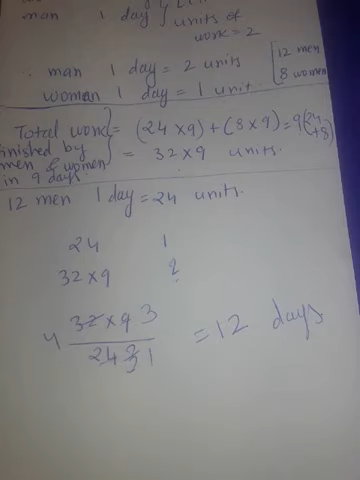 man 1 day
units of
work = 2
∴ man 1 day = 2 units [12 men
woman 1 day = 1 unit. 8 women
Total work = (24×9)+(8×9)=9(24
finished by +8)
men & women = 32×9 units.
in 9 days.
12 men 1 day = 24 units.
24 1
32×9 ?
4 32×9 3 = 12 days
24 3 1